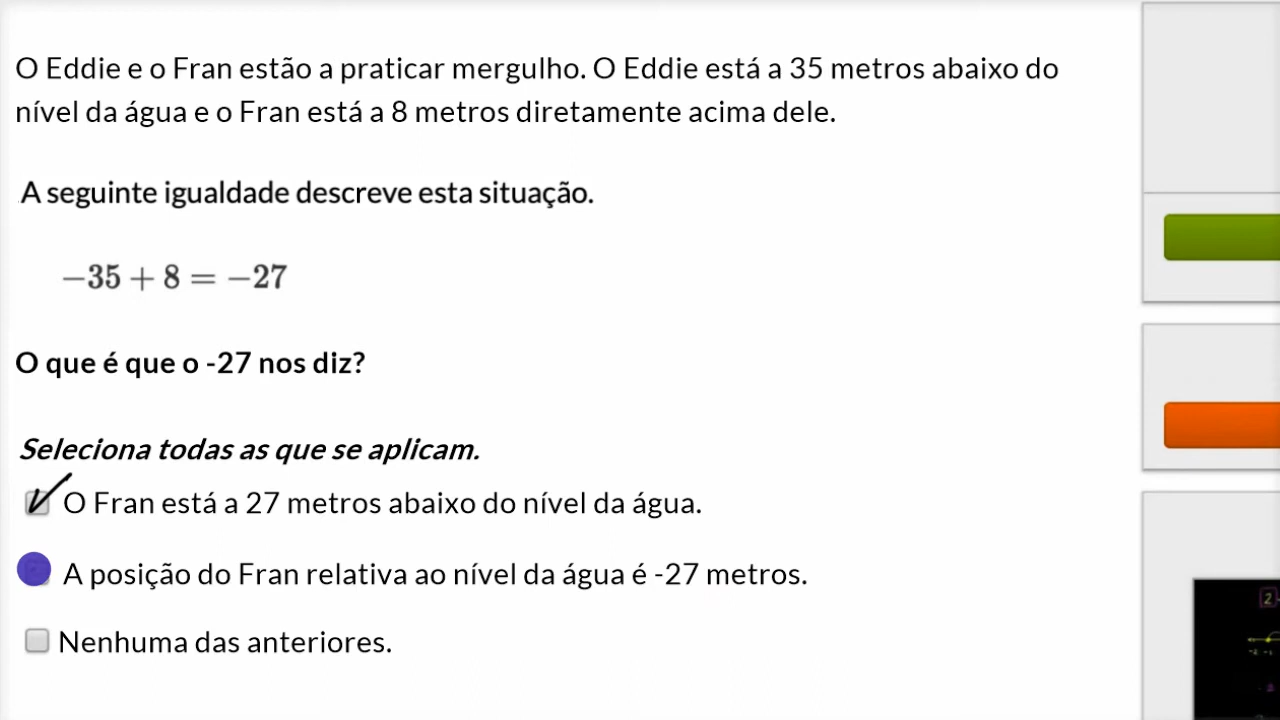 O Eddie e o Fran estão a praticar mergulho. O Eddie está a 35 metros abaixo do
nível da água e o Fran está a 8 metros diretamente acima dele.
A seguinte igualdade descreve esta situação.
−35 + 8 = −27
O que é que o -27 nos diz?
Seleciona todas as que se aplicam.
O Fran está a 27 metros abaixo do nível da água.
A posição do Fran relativa ao nível da água é -27 metros.
Nenhuma das anteriores.
2